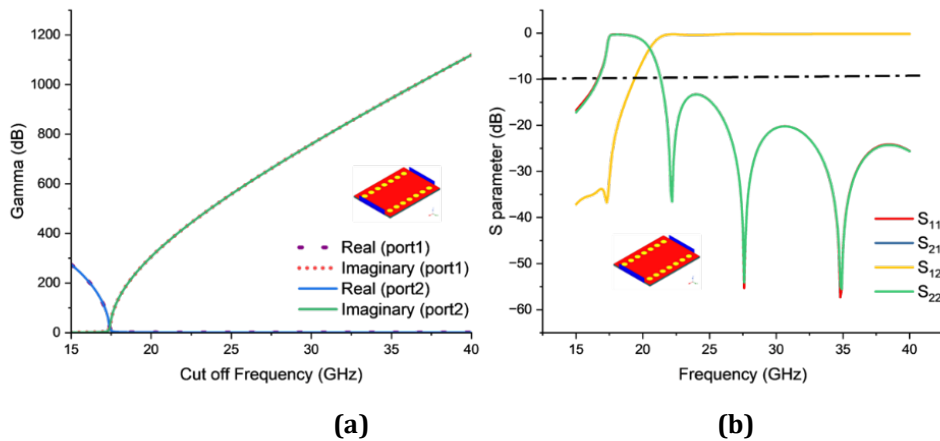 (a)
1200
1000
800
600
400
200
0
Gamma (dB)
15
20
25
30
35
40
Cut off Frequency (GHz)
Real (port1)
Imaginary (port1)
Real (port2)
Imaginary (port2)
(a)
b)
0
-10
-20
-30
-40
-50
-60
S parameter (dB)
15
20
25
30
35
40
Frequency (GHz)
S11
S21
S12
S22
(b)